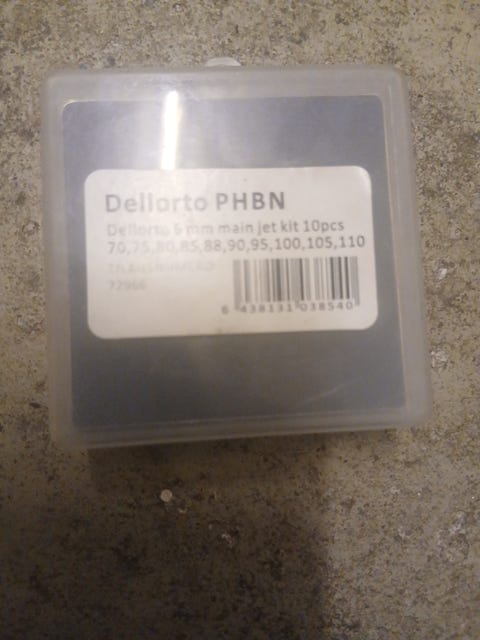 Dellorto PHBN
Dellorto 5 mm main jet kit 10pcs
70,75,80,85,88,90,95,100,105,110
72966
6 438131 038540